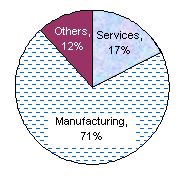 Others,
12%
Services,
17%
Manufacturing,
71%